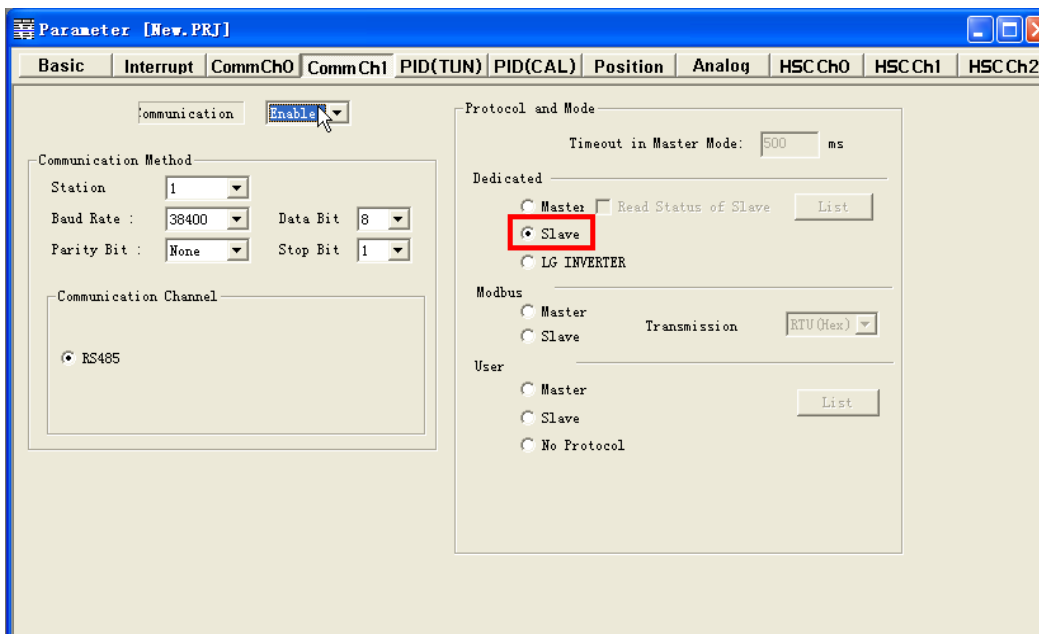 Parameter [New.PRJ]
Basic Interrupt CommCh0 CommCh1 PID(TUN) PID(CAL) Position Analog HSC Ch0 HSC Ch1 HSC Ch2
Communication Enable
Communication Method
Station 1
Baud Rate : 38400 Data Bit 8
Parity Bit : None Stop Bit 1
Communication Channel
RS485
Protocol and Mode
Timeout in Master Mode: 500 ms
Dedicated
Master Read Status of Slave List
Slave
LG INVERTER
Modbus
Master
Slave
Transmission RTU(Hex)
User
Master
List
Slave
No Protocol